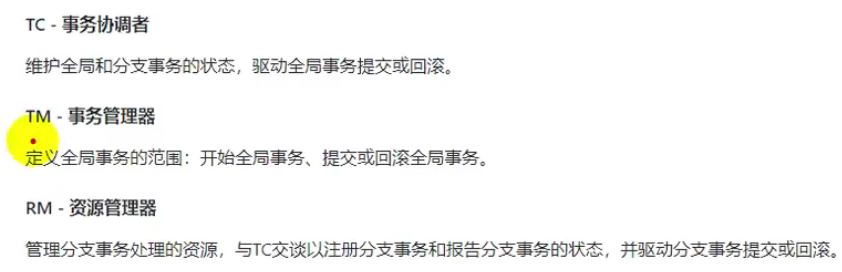 TC - 事务协调者
维护全局和分支事务的状态，驱动全局事务提交或回滚。
TM - 事务管理器
定义全局事务的范围：开始全局事务、提交或回滚全局事务。
RM - 资源管理器
管理分支事务处理的资源，与TC交谈以注册分支事务和报告分支事务的状态，并驱动分支事务提交或回滚。